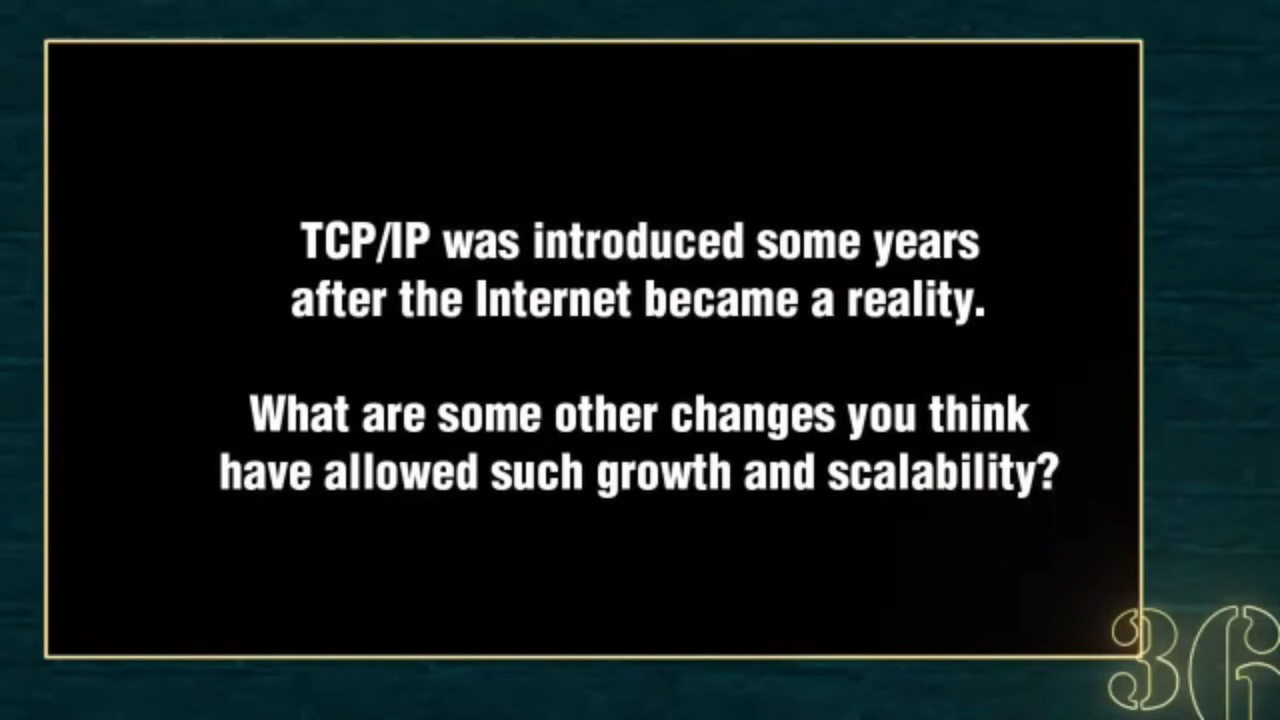 TCP/IP was introduced some years
after the Internet became a reality.
What are some other changes you think
have allowed such growth and scalability?
36